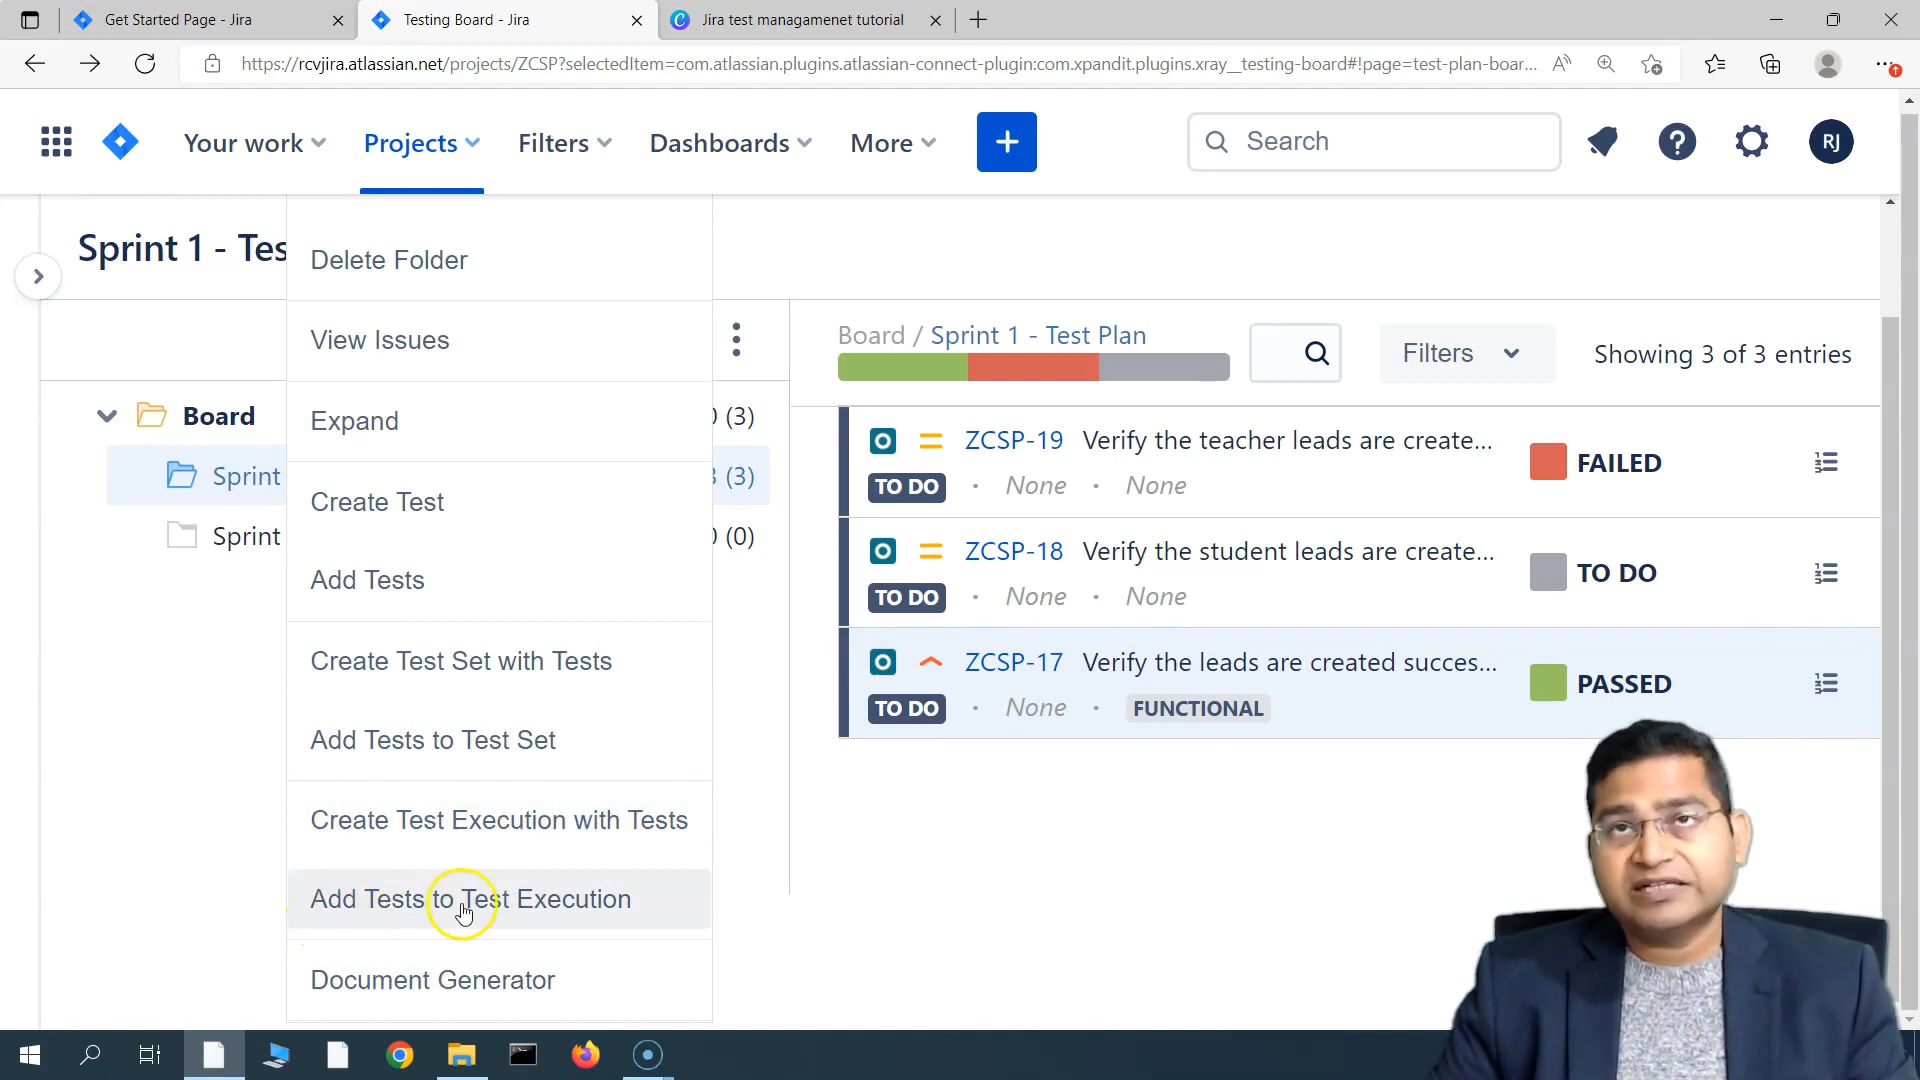 Get Started Page - Jira
Testing Board - Jira
Jira test managamenet tutorial
https://rcvjira.atlassian.net/projects/ZCSP?selectedItem=com.atlassian.plugins.atlassian-connect-plugin:com.xpandit.plugins.xray__testing-board#!page=test-plan-boar...
Your work
Projects
Filters
Dashboards
More
Search
RJ
Sprint 1 - Tes
Delete Folder
View Issues
Expand
Create Test
Add Tests
Create Test Set with Tests
Add Tests to Test Set
Create Test Execution with Tests
Add Tests to Test Execution
Document Generator
Board
(3)
Sprint
(3)
Sprint
(0)
Board / Sprint 1 - Test Plan
Filters
Showing 3 of 3 entries
ZCSP-19 Verify the teacher leads are create...
TO DO · None · None
FAILED
ZCSP-18 Verify the student leads are create...
TO DO · None · None
TO DO
ZCSP-17 Verify the leads are created succes...
TO DO · None · FUNCTIONAL
PASSED